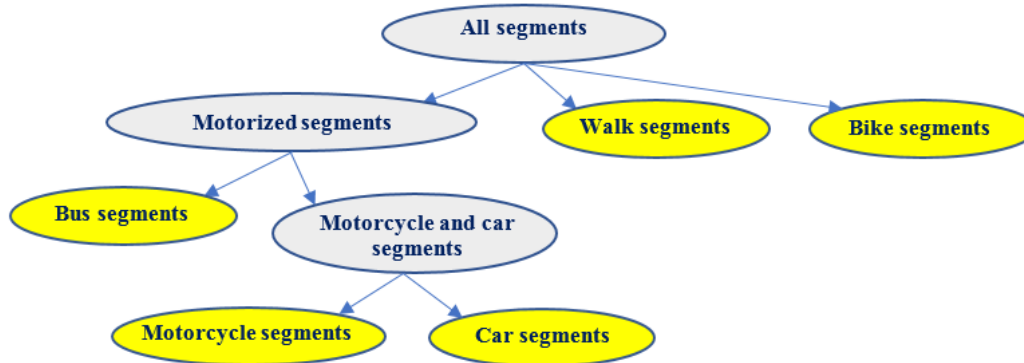 All segments
Motorized segments
Walk segments
Bike segments
Bus segments
Motorcycle and car
segments
Motorcycle segments
Car segments